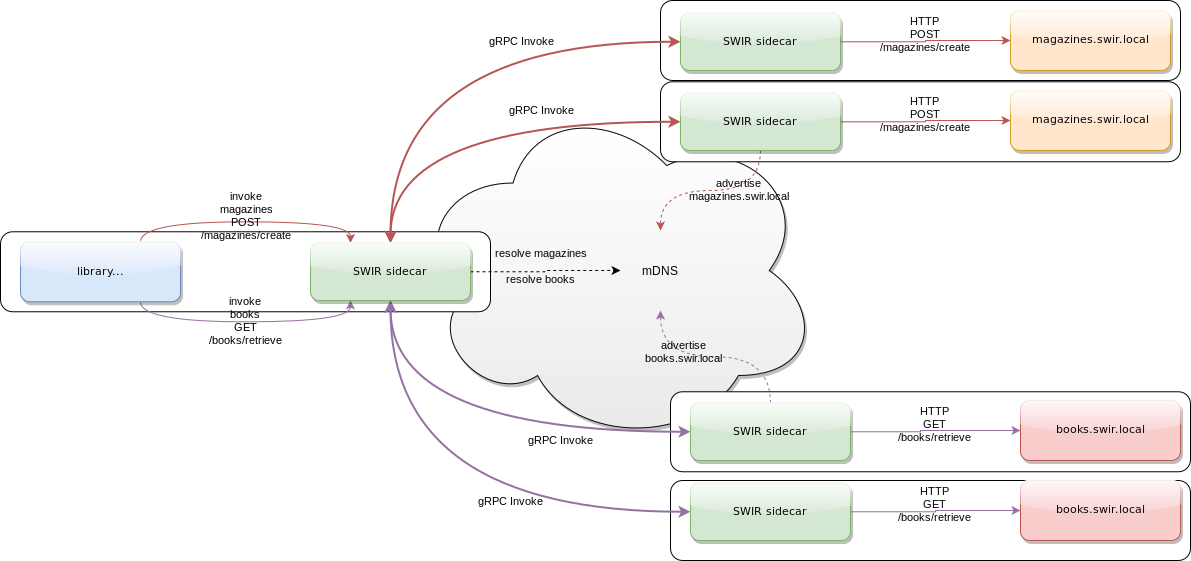 gRPC Invoke
SWIR sidecar
HTTP
POST
/magazines/create
magazines.swir.local
gRPC Invoke
SWIR sidecar
HTTP
POST
/magazines/create
magazines.swir.local
advertise
magazines.swir.local
invoke
magazines
POST
/magazines/create
library...
SWIR sidecar
resolve magazines
resolve books
mDNS
invoke
books
GET
/books/retrieve
advertise
books.swir.local
gRPC Invoke
SWIR sidecar
HTTP
GET
/books/retrieve
books.swir.local
gRPC Invoke
SWIR sidecar
HTTP
GET
/books/retrieve
books.swir.local